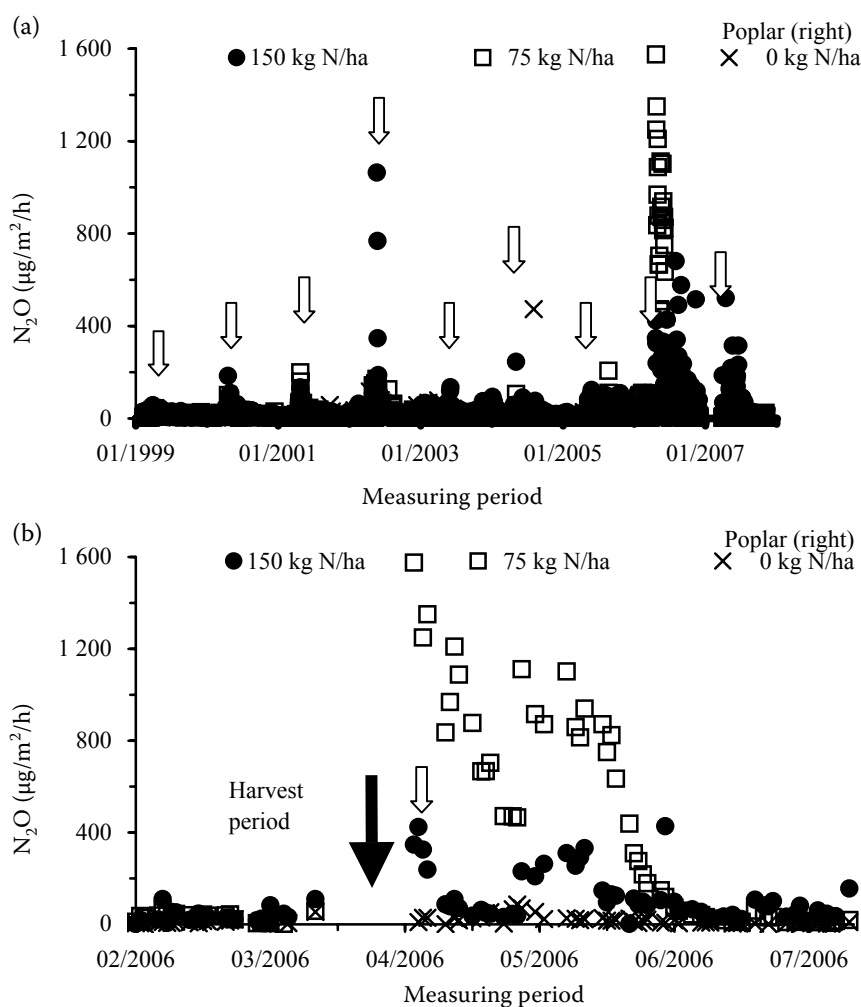 (a)
Poplar (right)
150 kg N/ha 75 kg N/ha 0 kg N/ha
1 600
1 200
800
400
0
N₂O (µg/m²/h)
01/1999 01/2001 01/2003 01/2005 01/2007
Measuring period
(b)
Poplar (right)
150 kg N/ha 75 kg N/ha 0 kg N/ha
1 600
1 200
800
400
0
N₂O (µg/m²/h)
Harvest
period
02/2006 03/2006 04/2006 05/2006 06/2006 07/2006
Measuring period